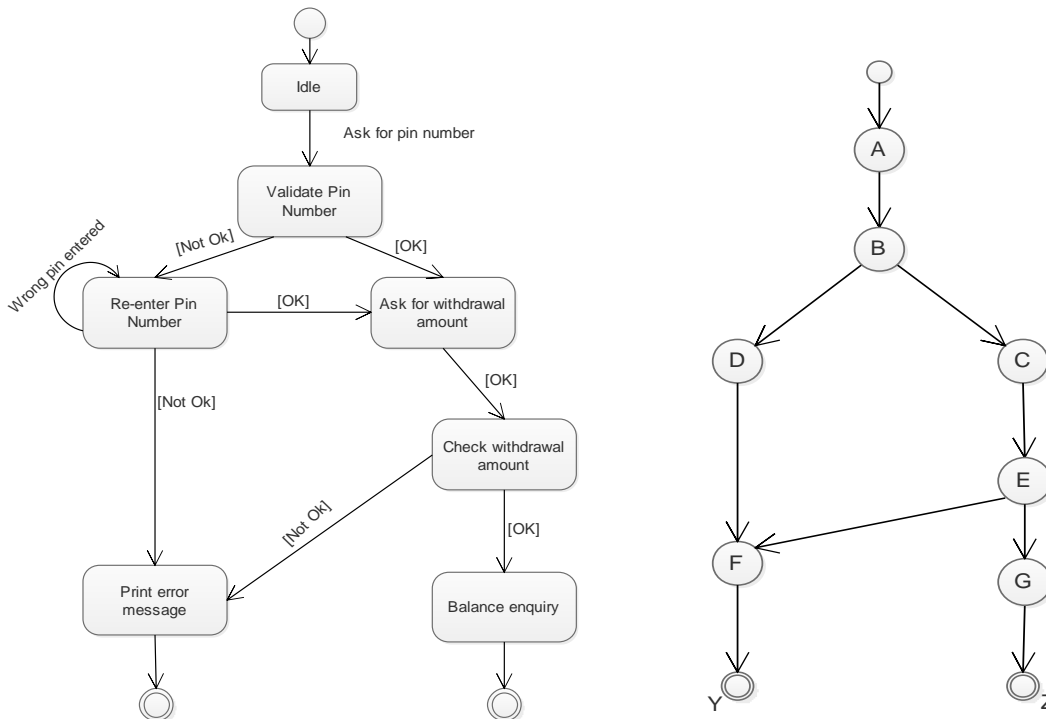 Idle
Ask for pin number
Validate Pin
Number
[Not Ok]
[OK]
Wrong pin entered
Re-enter Pin
Number
[OK]
Ask for withdrawal
amount
[OK]
[Not Ok]
Check withdrawal
amount
[Not Ok]
[OK]
Print error
message
Balance enquiry
A
B
D
C
E
F
G
Y
Z